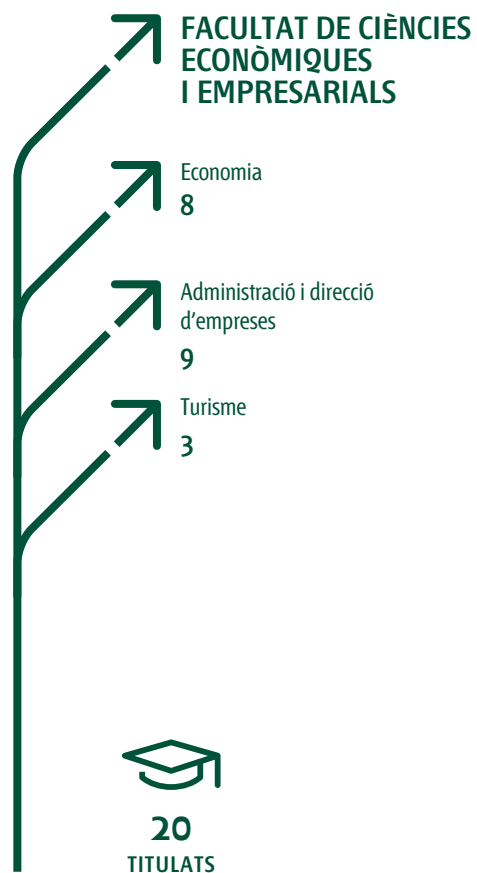 FACULTAT DE CIÈNCIES
ECONÒMIQUES
I EMPRESARIALS
Economia
8
Administració i direcció
d'empreses
9
Turisme
3
20
TITULATS